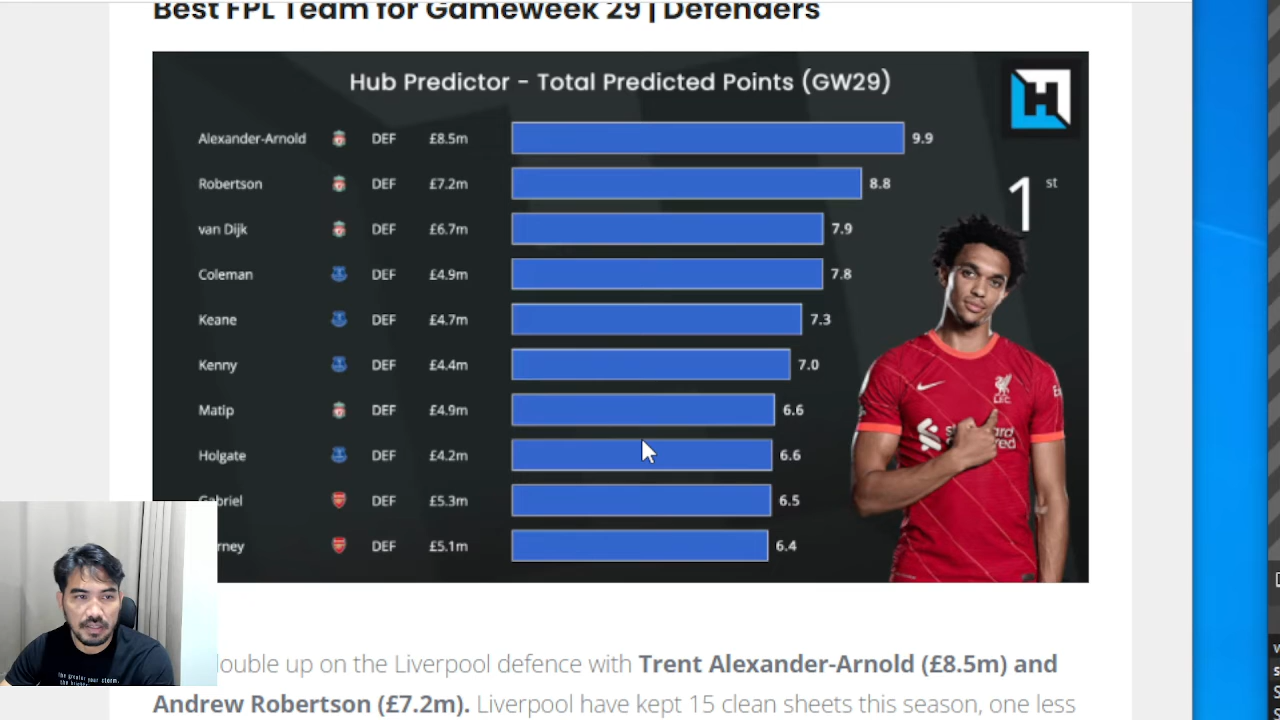 Best FPL Team for Gameweek 29 | Defenders
Hub Predictor - Total Predicted Points (GW29)
Alexander-Arnold DEF £8.5m 9.9
1st
Robertson DEF £7.2m 8.8
van Dijk DEF £6.7m 7.9
Coleman DEF £4.9m 7.8
Keane DEF £4.7m 7.3
Kenny DEF £4.4m 7.0
Matip DEF £4.9m 6.6
Holgate DEF £4.2m 6.6
Gabriel DEF £5.3m 6.5
rney DEF £5.1m 6.4
double up on the Liverpool defence with Trent Alexander-Arnold (£8.5m) and
Andrew Robertson (£7.2m). Liverpool have kept 15 clean sheets this season, one less